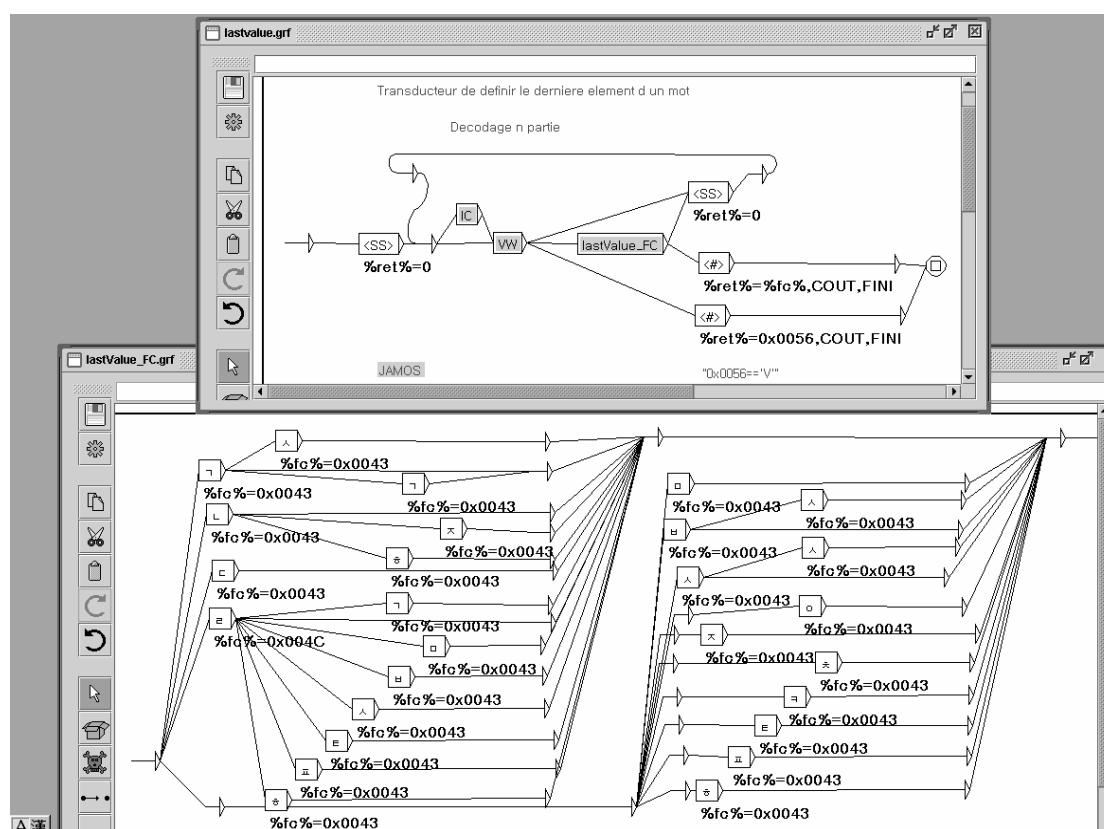 lastvalue.grf
Transducteur de definir le derniere element d un mot
Decodage n partie
<SS>
%ret%=0
IC
VW
lastValue_FC
<SS>
%ret%=0
<#>
%ret%=%fc%,COUT,FINI
<#>
%ret%=0x0056,COUT,FINI
JAMOS
"0x0056=='V'"
lastValue_FC.grf
ㅅ
%fc%=0x0043
ㄱ
%fc%=0x0043
ㄱ
%fc%=0x0043
ㄴ
%fc%=0x0043
ㅈ
%fc%=0x0043
ㅎ
%fc%=0x0043
ㄷ
%fc%=0x0043
ㄱ
%fc%=0x0043
ㄹ
%fc%=0x004C
ㅁ
%fc%=0x0043
ㅂ
%fc%=0x0043
ㅅ
%fc%=0x0043
ㅌ
%fc%=0x0043
ㅍ
%fc%=0x0043
ㅎ
%fc%=0x0043
ㅁ
%fc%=0x0043
ㅅ
%fc%=0x0043
ㅂ
%fc%=0x0043
ㅅ
%fc%=0x0043
ㅅ
%fc%=0x0043
ㅇ
%fc%=0x0043
ㅈ
%fc%=0x0043
ㅊ
%fc%=0x0043
ㅋ
%fc%=0x0043
ㅌ
%fc%=0x0043
ㅍ
%fc%=0x0043
ㅎ
%fc%=0x0043
A 漢